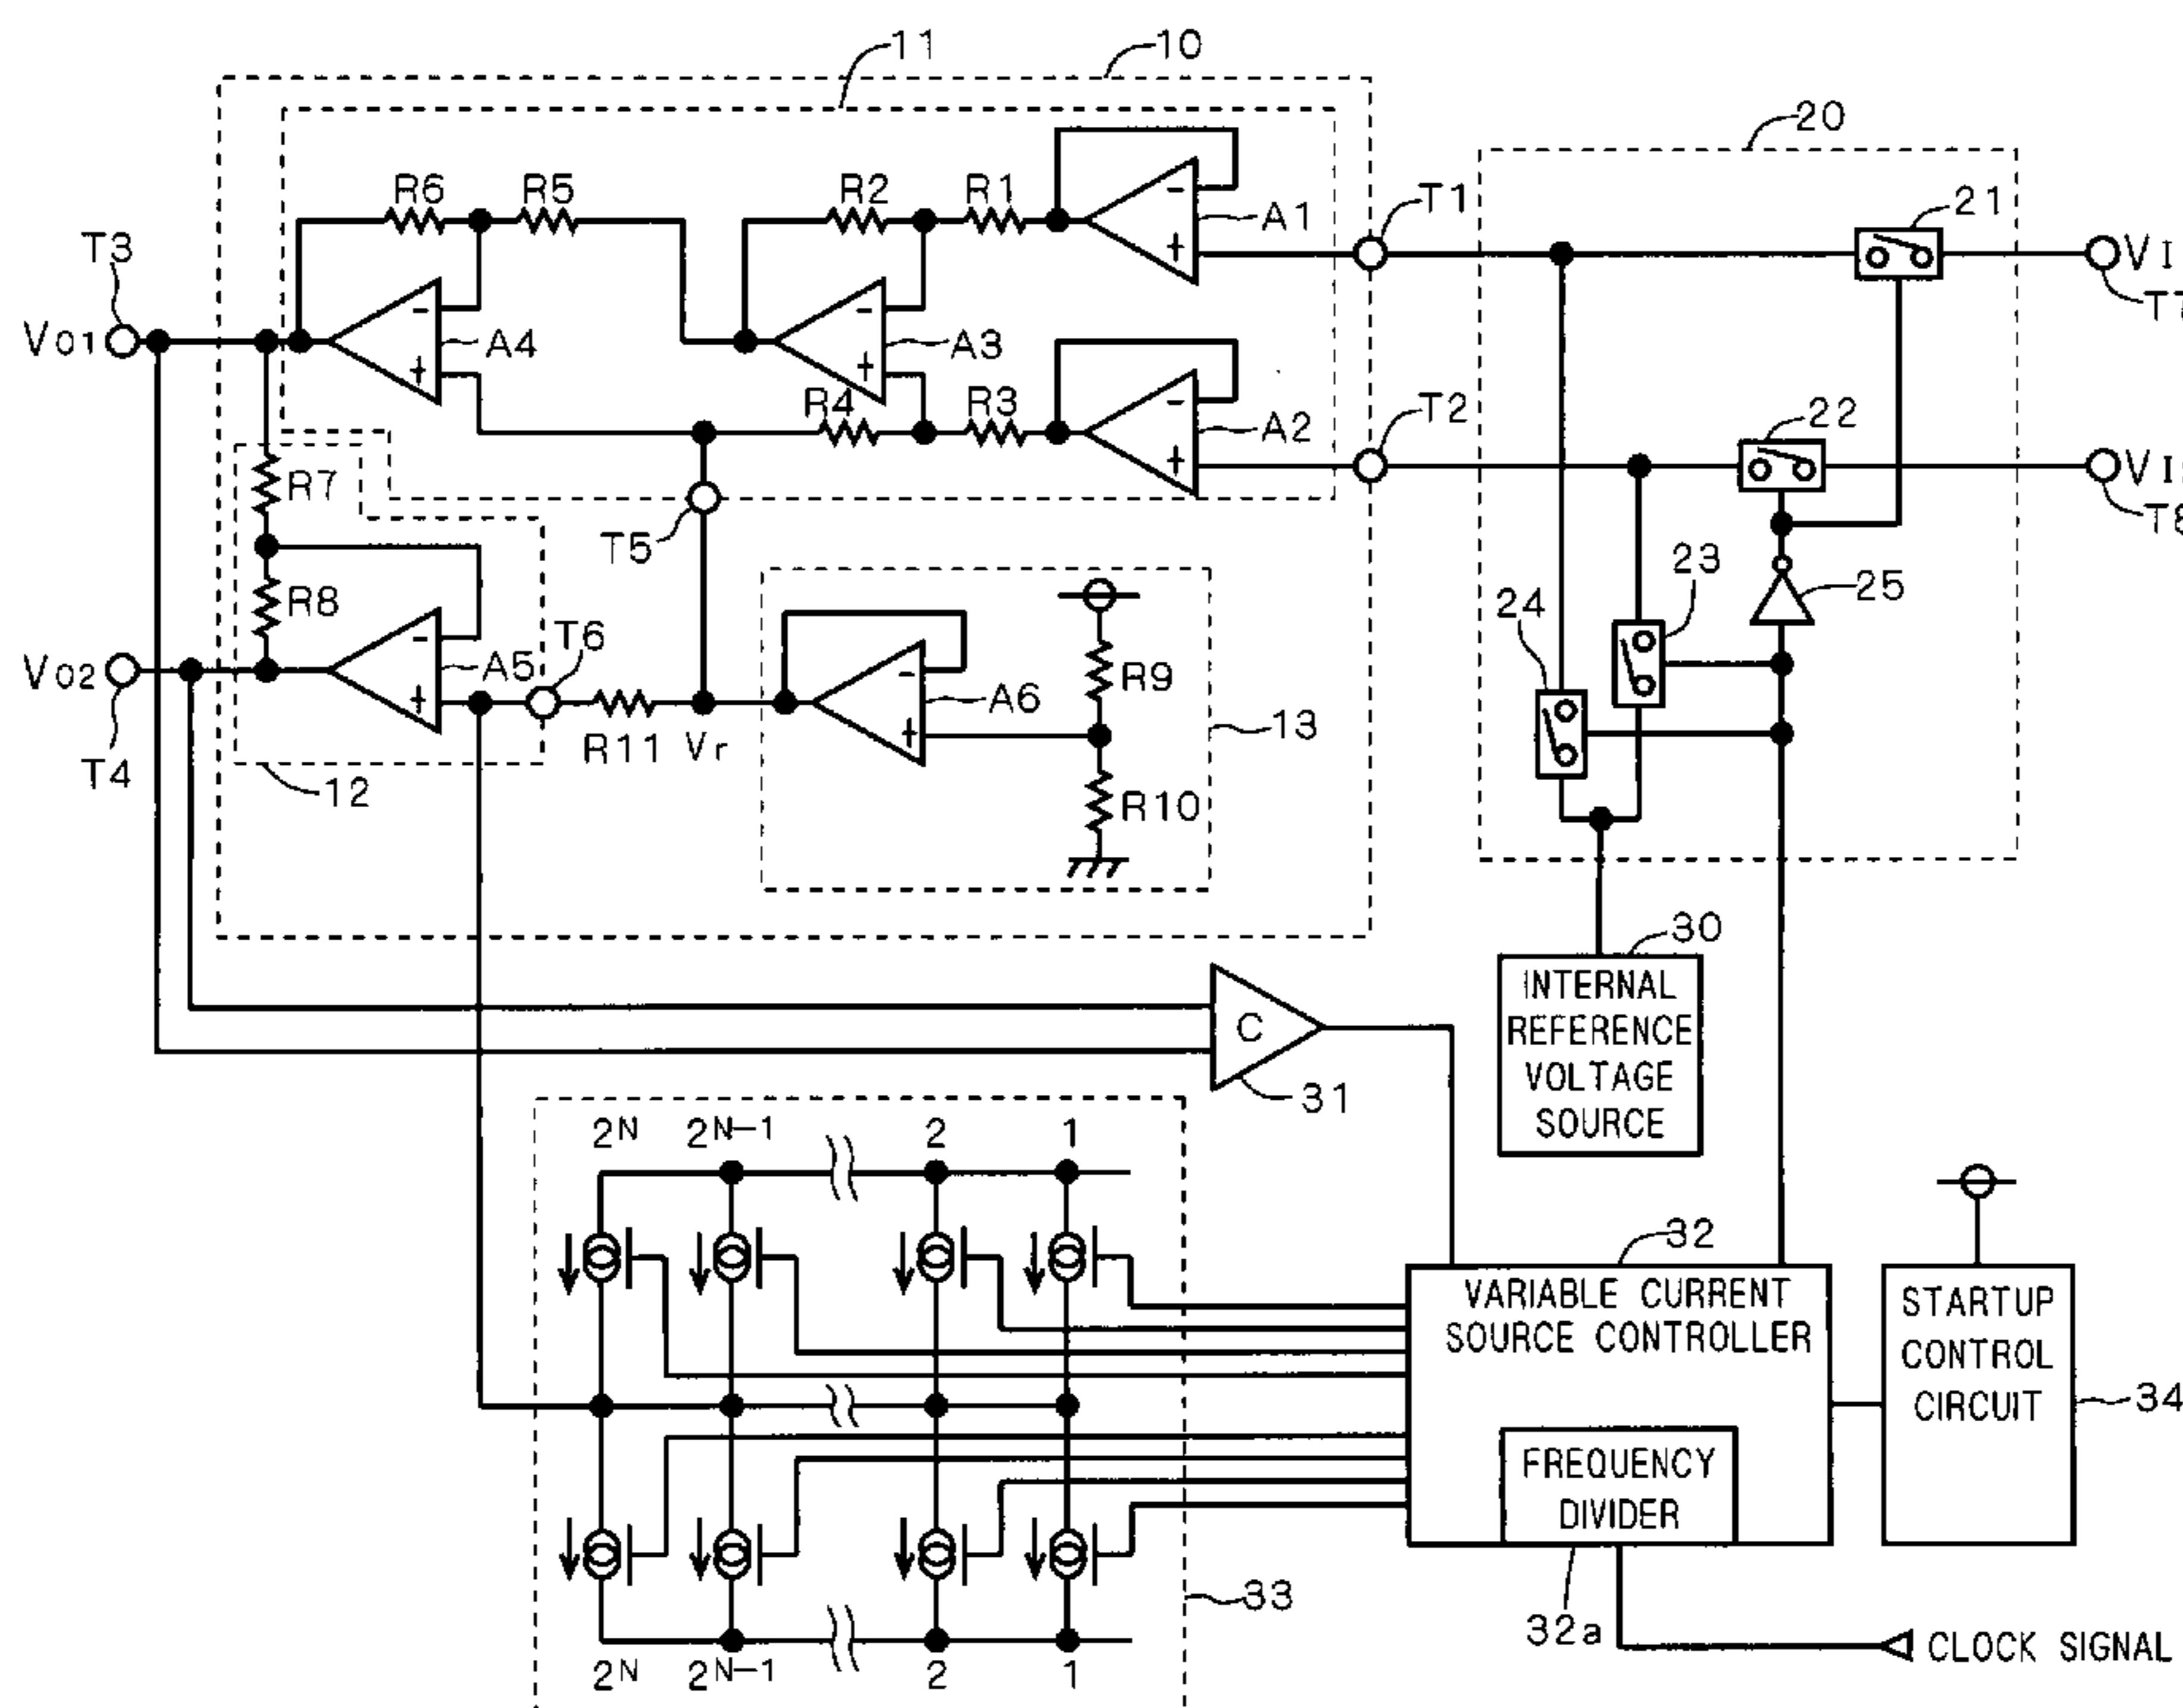 11
10
20
R6
R5
R2
R1
A1
T1
21
T3
VI
T7
VO1
A4
A3
R4
R3
A2
T2
22
VI
T8
R7
T5
23
R8
24
25
T6
VO2
A5
A6
R9
13
R11
Vr
T4
12
R10
30
INTERNAL
REFERENCE
VOLTAGE
SOURCE
C
31
2N
2N-1
2
1
32
VARIABLE CURRENT
SOURCE CONTROLLER
STARTUP
CONTROL
CIRCUIT
34
FREQUENCY
DIVIDER
33
32a
CLOCK SIGNAL
2N
2N-1
2
1